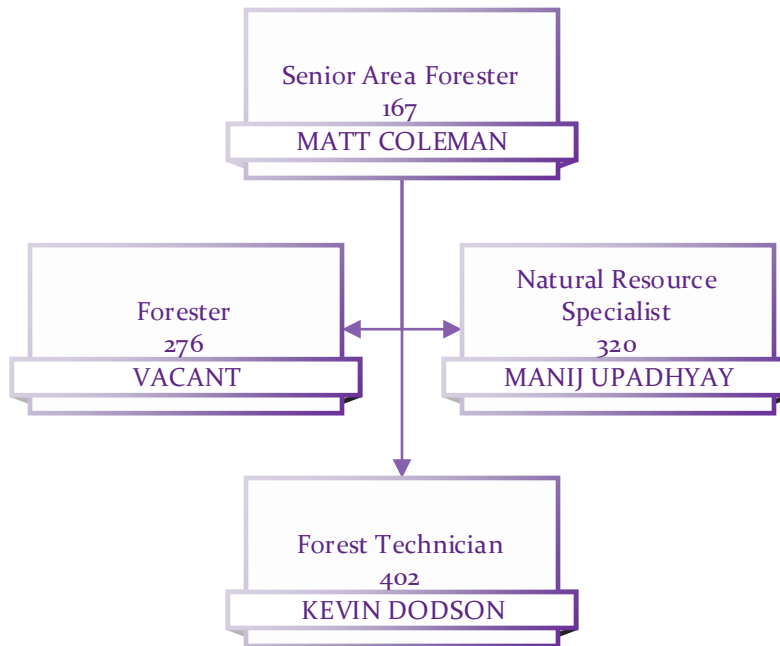 Senior Area Forester
167
MATT COLEMAN
Forester
276
VACANT
Natural Resource
Specialist
320
MANIJ UPADHYAY
Forest Technician
402
KEVIN DODSON